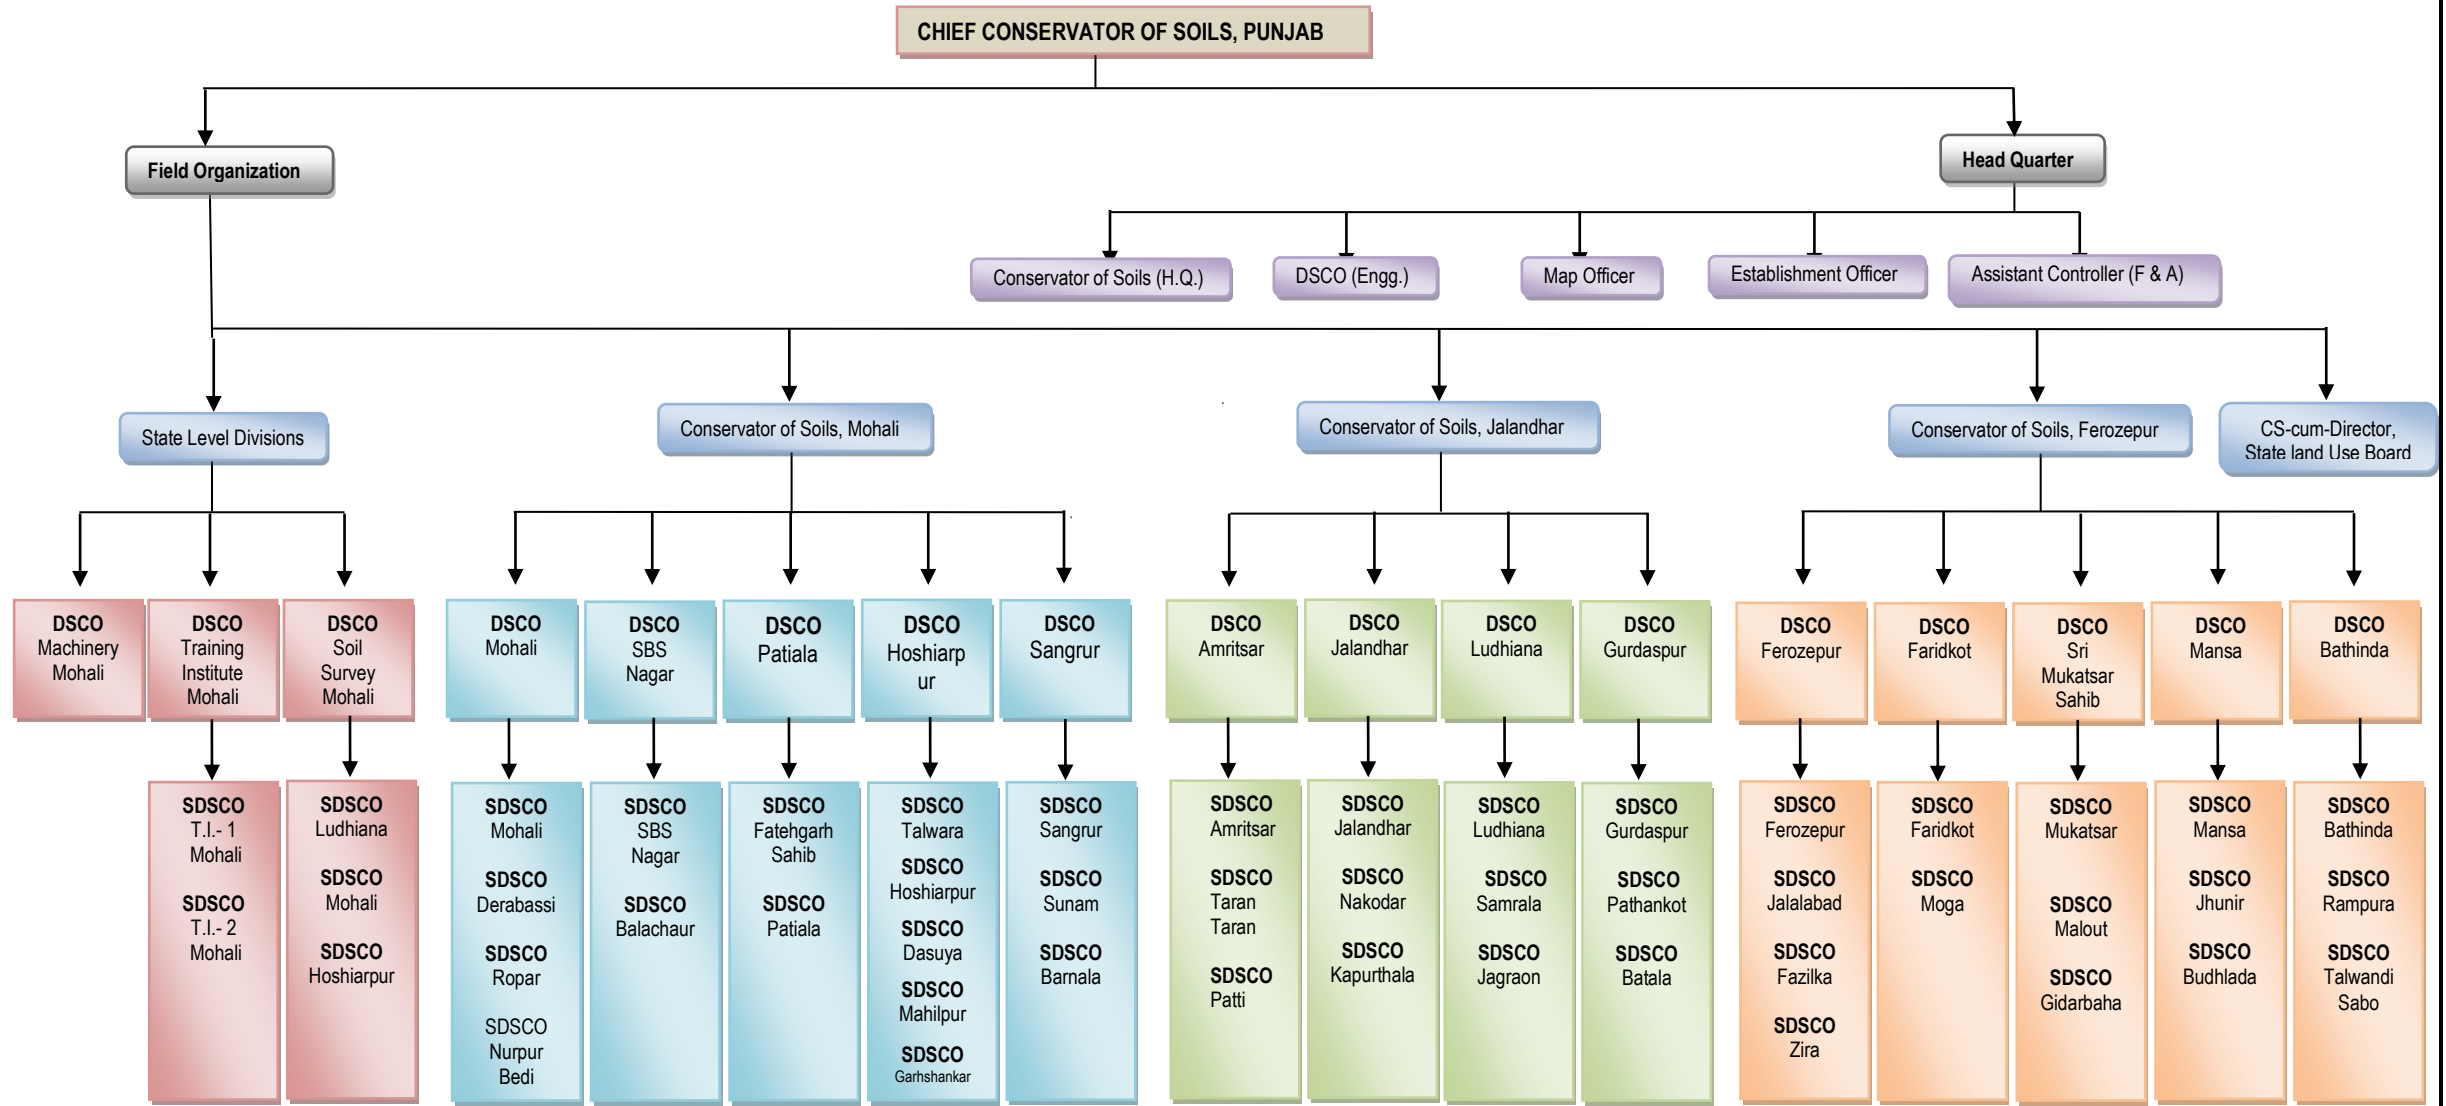 CHIEF CONSERVATOR OF SOILS, PUNJAB
Field Organization
Head Quarter
Conservator of Soils (H.Q.)
DSCO (Engg.)
Map Officer
Establishment Officer
Assistant Controller (F & A)
State Level Divisions
Conservator of Soils, Mohali
Conservator of Soils, Jalandhar
Conservator of Soils, Ferozepur
CS-cum-Director,
State land Use Board
DSCO
Machinery
Mohali
DSCO
Training
Institute
Mohali
DSCO
Soil
Survey
Mohali
DSCO
Mohali
DSCO
SBS
Nagar
DSCO
Patiala
DSCO
Hoshiarp
ur
DSCO
Sangrur
DSCO
Amritsar
DSCO
Jalandhar
DSCO
Ludhiana
DSCO
Gurdaspur
DSCO
Ferozepur
DSCO
Faridkot
DSCO
Sri
Mukatsar
Sahib
DSCO
Mansa
DSCO
Bathinda
SDSCO
T.I.- 1
Mohali
SDSCO
T.I.- 2
Mohali
SDSCO
Ludhiana
SDSCO
Mohali
SDSCO
Hoshiarpur
SDSCO
Mohali
SDSCO
Derabassi
SDSCO
Ropar
SDSCO
Nurpur
Bedi
SDSCO
SBS
Nagar
SDSCO
Balachaur
SDSCO
Fatehgarh
Sahib
SDSCO
Patiala
SDSCO
Talwara
SDSCO
Hoshiarpur
SDSCO
Dasuya
SDSCO
Mahilpur
SDSCO
Garhshankar
SDSCO
Sangrur
SDSCO
Sunam
SDSCO
Barnala
SDSCO
Amritsar
SDSCO
Taran
Taran
SDSCO
Patti
SDSCO
Jalandhar
SDSCO
Nakodar
SDSCO
Kapurthala
SDSCO
Ludhiana
SDSCO
Samrala
SDSCO
Jagraon
SDSCO
Gurdaspur
SDSCO
Pathankot
SDSCO
Batala
SDSCO
Ferozepur
SDSCO
Jalalabad
SDSCO
Fazilka
SDSCO
Zira
SDSCO
Faridkot
SDSCO
Moga
SDSCO
Mukatsar
SDSCO
Malout
SDSCO
Gidarbaha
SDSCO
Mansa
SDSCO
Jhunir
SDSCO
Budhlada
SDSCO
Bathinda
SDSCO
Rampura
SDSCO
Talwandi
Sabo